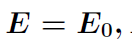 E = E₀,